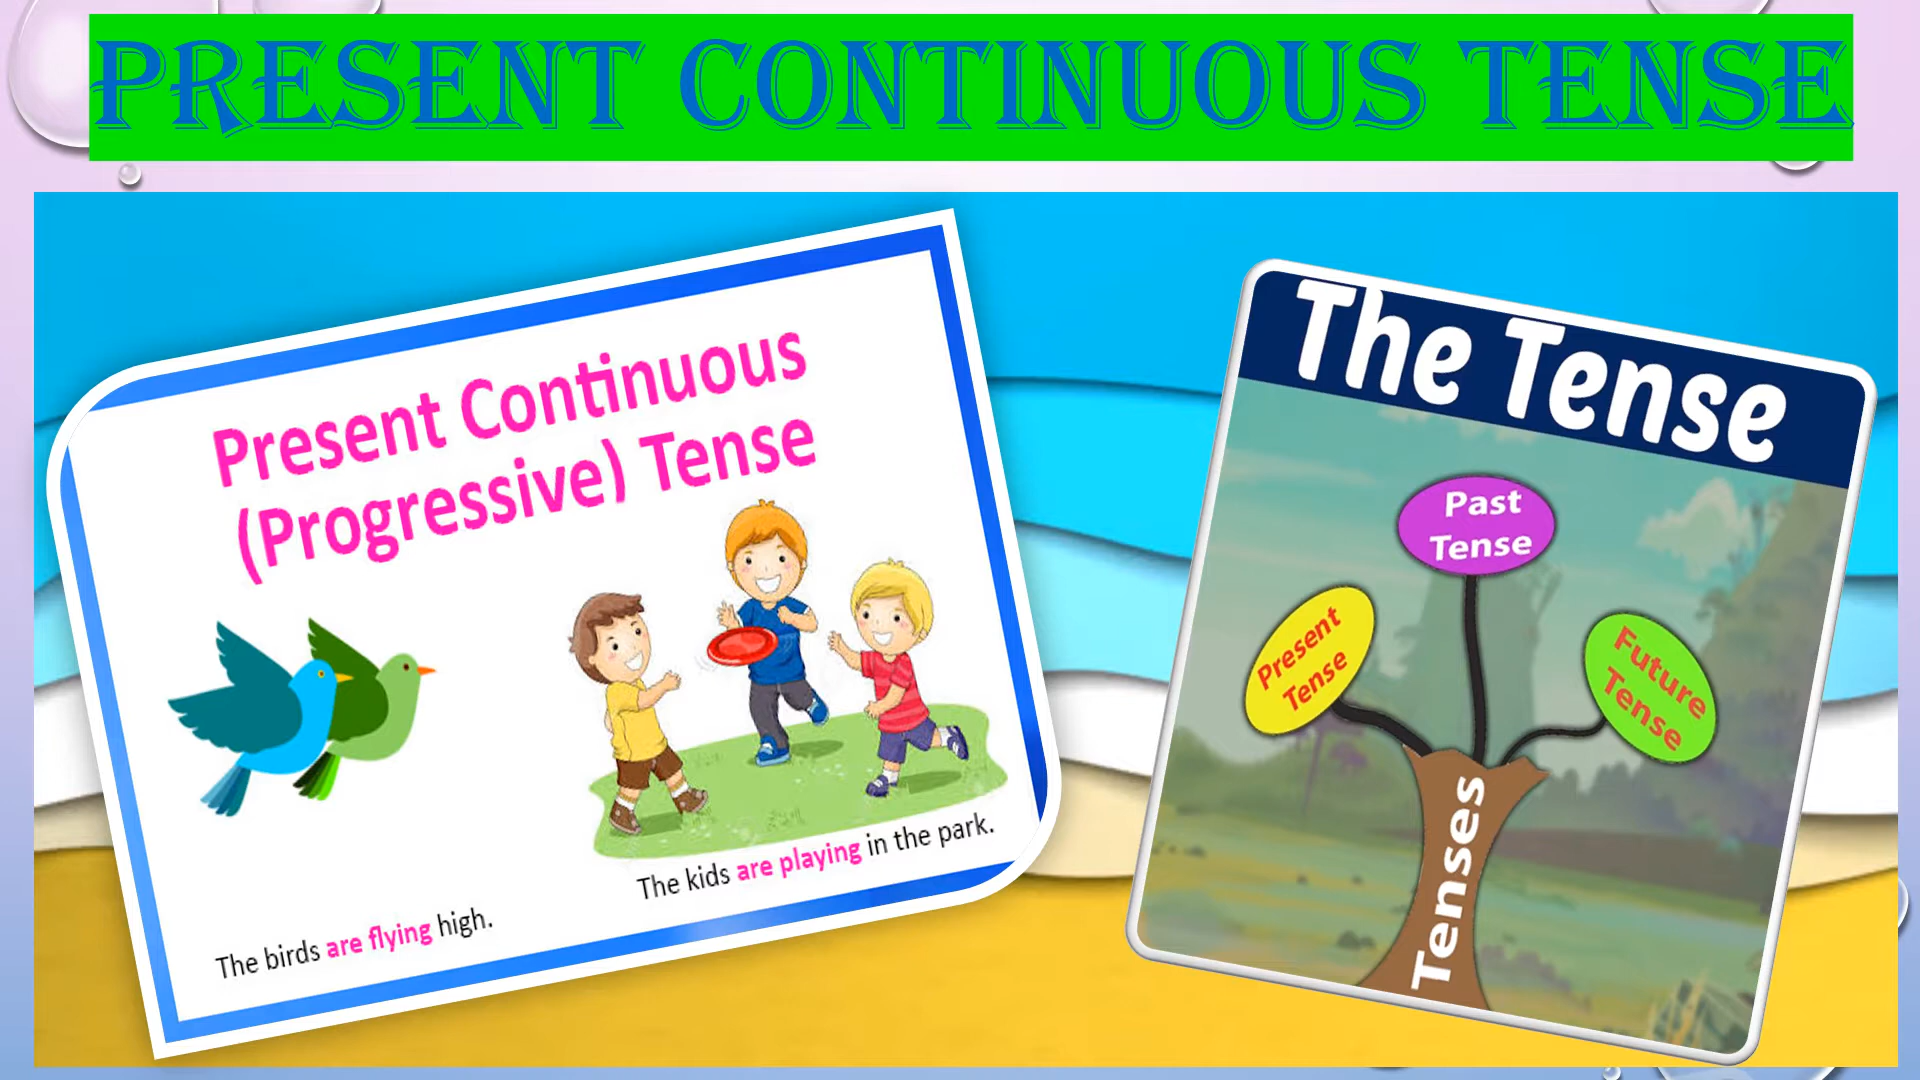 PRESENT CONTINUOUS TENSE
Present Continuous
(Progressive) Tense
The birds are flying high.
The kids are playing in the park.
The Tense
Past
Tense
Present
Tense
Future
Tense
Tenses